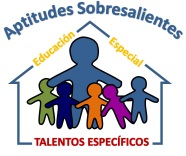 Aptitudes Sobresalientes
Educación
Especial
TALENTOS ESPECÍFICOS